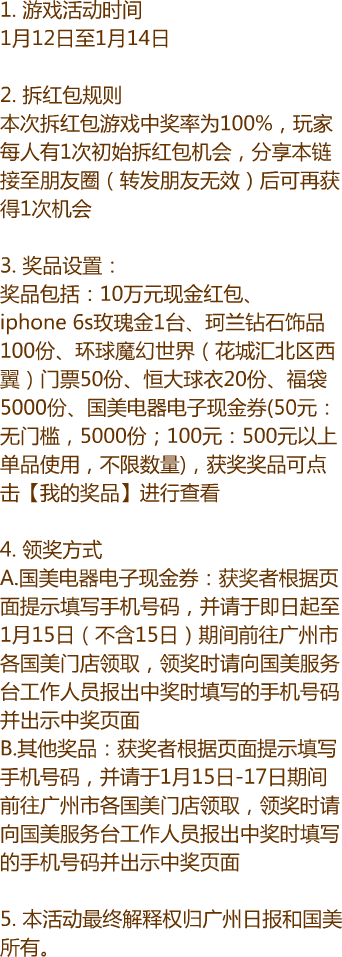 1. 游戏活动时间
1月12日至1月14日
2. 拆红包规则
本次拆红包游戏中奖率为100%，玩家
每人有1次初始拆红包机会，分享本链
接至朋友圈（转发朋友无效）后可再获
得1次机会
3. 奖品设置：
奖品包括：10万元现金红包、
iphone 6s玫瑰金1台、珂兰钻石饰品
100份、环球魔幻世界（花城汇北区西
翼）门票50份、恒大球衣20份、福袋
5000份、国美电器电子现金券(50元：
无门槛，5000份；100元：500元以上
单品使用，不限数量)，获奖奖品可点
击【我的奖品】进行查看
4. 领奖方式
A.国美电器电子现金券：获奖者根据页
面提示填写手机号码，并请于即日起至
1月15日（不含15日）期间前往广州市
各国美门店领取，领奖时请向国美服务
台工作人员报出中奖时填写的手机号码
并出示中奖页面
B.其他奖品：获奖者根据页面提示填写
手机号码，并请于1月15日-17日期间
前往广州市各国美门店领取，领奖时请
向国美服务台工作人员报出中奖时填写
的手机号码并出示中奖页面
5. 本活动最终解释权归广州日报和国美
所有。